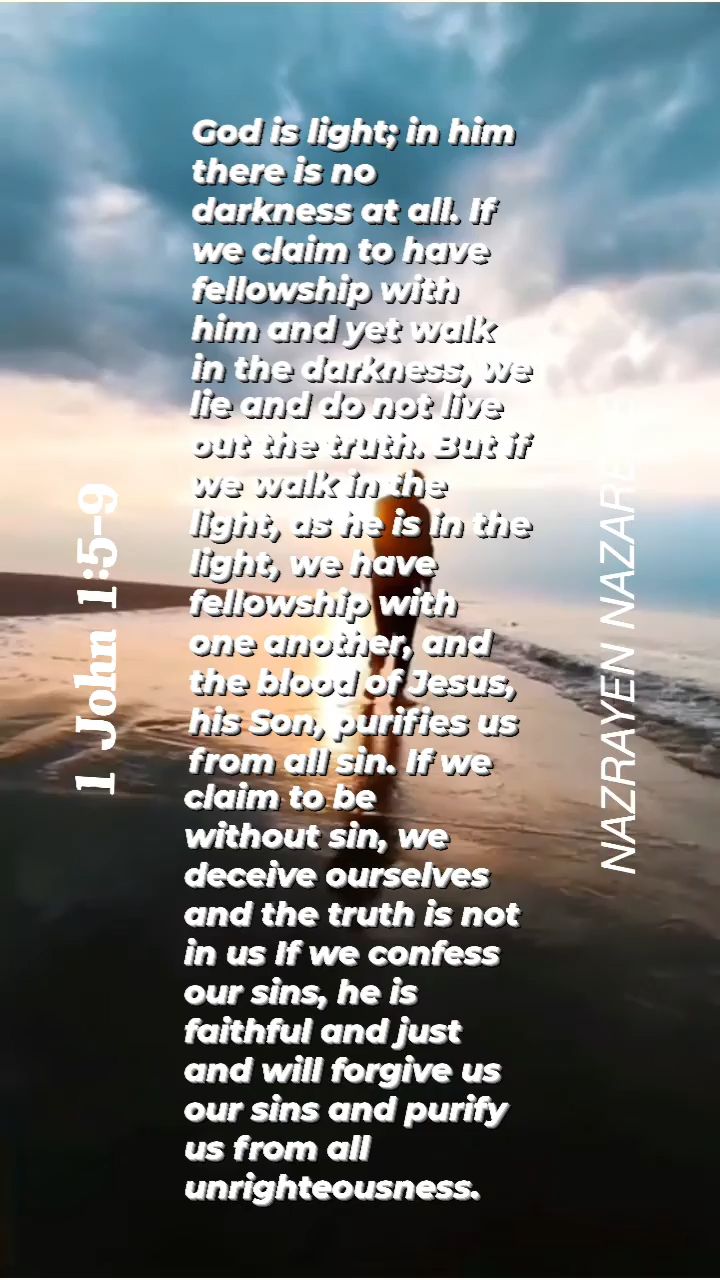 God is light; in him
there is no
darkness at all. If
we claim to have
fellowship with
him and yet walk
in the darkness, we
lie and do not live
out the truth. But if
we walk in the
light, as he is in the
light, we have
fellowship with
one another, and
the blood of Jesus,
his Son, purifies us
from all sin. If we
claim to be
without sin, we
deceive ourselves
and the truth is not
in us If we confess
our sins, he is
faithful and just
and will forgive us
our sins and purify
us from all
unrighteousness.
1 John 1:5-9
NAZRAYEN